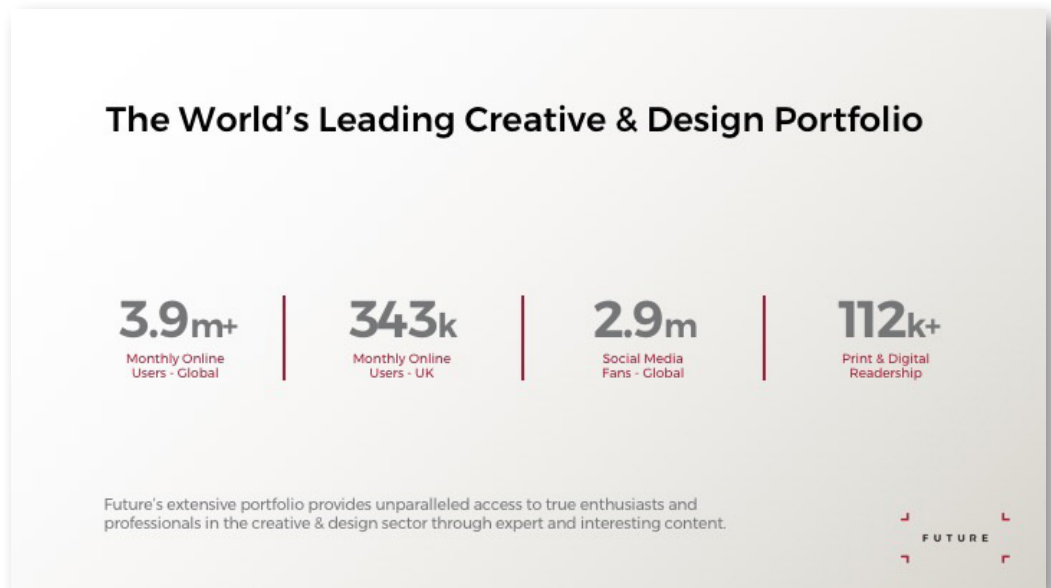 The World’s Leading Creative & Design Portfolio
3.9m+
Monthly Online
Users - Global
343k
Monthly Online
Users - UK
2.9m
Social Media
Fans - Global
112k+
Print & Digital
Readership
Future’s extensive portfolio provides unparalleled access to true enthusiasts and
professionals in the creative & design sector through expert and interesting content.
FUTURE